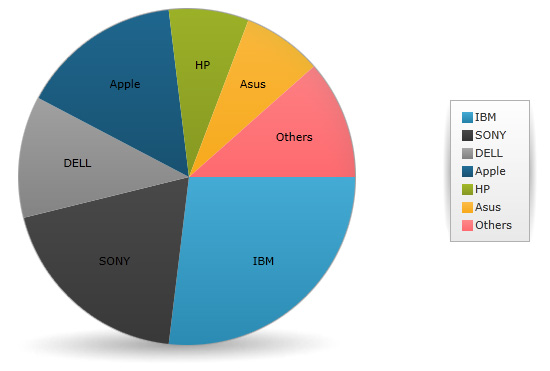 HP
Apple
Asus
Others
DELL
SONY
IBM
IBM
SONY
DELL
Apple
HP
Asus
Others